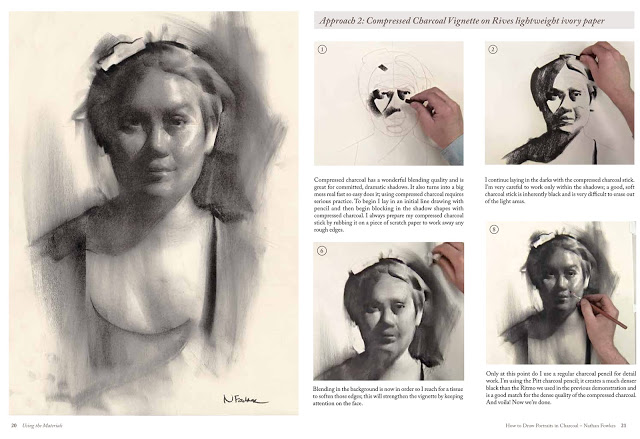 N Fowkes
20 Using the Materials
Approach 2: Compressed Charcoal Vignette on Rives lightweight ivory paper
1
Compressed charcoal has a wonderful blending quality and is
great for committed, dramatic shadows. It also turns into a big
mess real fast so easy does it; using compressed charcoal requires
serious practice. To begin I lay in an initial line drawing with
pencil and then begin blocking in the shadow shapes with
compressed charcoal. I always prepare my compressed charcoal
stick by rubbing it on a piece of scratch paper to work away any
rough edges.
2
I continue laying in the darks with the compressed charcoal stick.
I'm very careful to work only within the shadows; a good, soft
charcoal stick is inherently black and is very difficult to erase out
of the light areas.
6
Blending in the background is now in order so I reach for a tissue
to soften those edges; this will strengthen the vignette by keeping
attention on the face.
8
Only at this point do I use a regular charcoal pencil for detail
work. I'm using the Pitt charcoal pencil; it creates a much denser
black than the Ritmo we used in the previous demonstration and
is a good match for the dense quality of the compressed charcoal.
And voila! Now we're done.
How to Draw Portraits in Charcoal – Nathan Fowkes 21